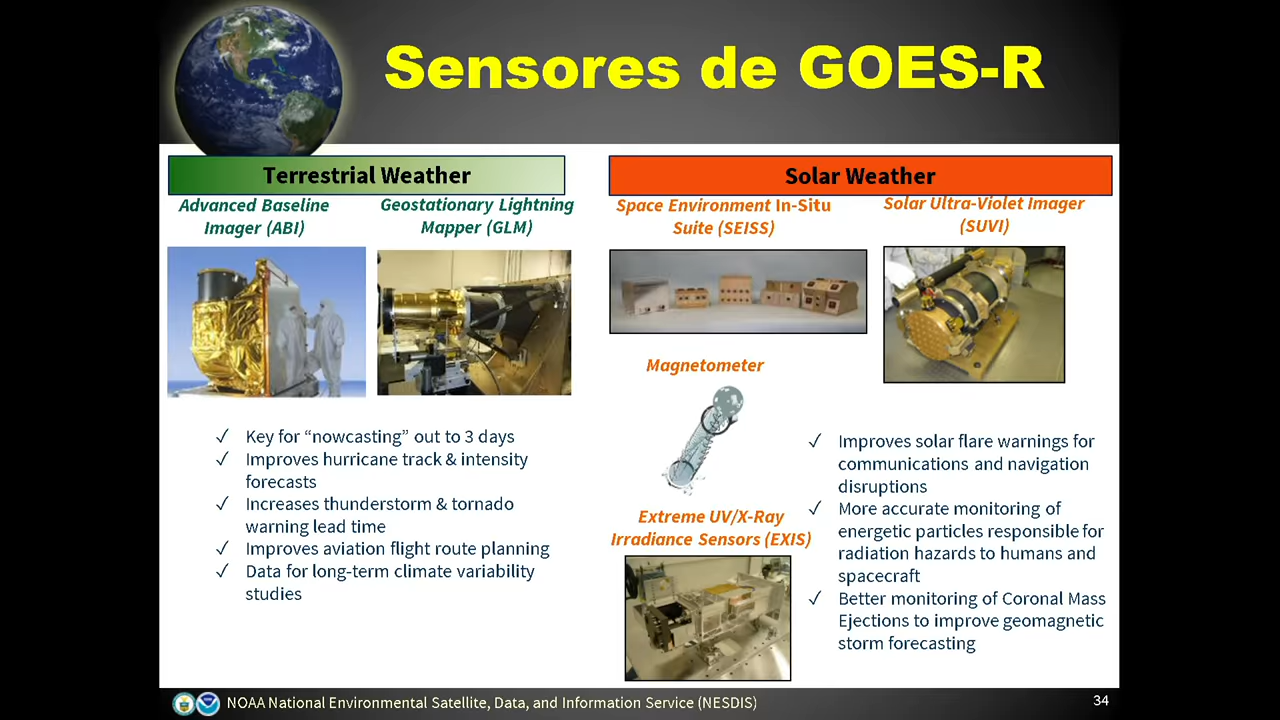 Sensores de GOES-R
Terrestrial Weather
Advanced Baseline
Imager (ABI)
Geostationary Lightning
Mapper (GLM)
✓ Key for “nowcasting” out to 3 days
✓ Improves hurricane track & intensity
forecasts
✓ Increases thunderstorm & tornado
warning lead time
✓ Improves aviation flight route planning
✓ Data for long-term climate variability
studies
Solar Weather
Space Environment In-Situ
Suite (SEISS)
Solar Ultra-Violet Imager
(SUVI)
Magnetometer
Extreme UV/X-Ray
Irradiance Sensors (EXIS)
✓ Improves solar flare warnings for
communications and navigation
disruptions
✓ More accurate monitoring of
energetic particles responsible for
radiation hazards to humans and
spacecraft
✓ Better monitoring of Coronal Mass
Ejections to improve geomagnetic
storm forecasting
NOAA National Environmental Satellite, Data, and Information Service (NESDIS)
34